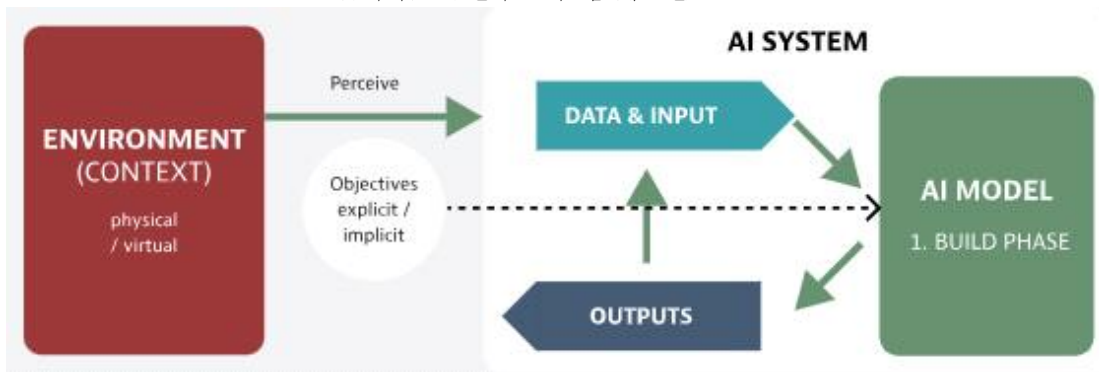 AI SYSTEM
Perceive
DATA & INPUT
ENVIRONMENT
(CONTEXT)
physical
/ virtual
Objectives
explicit /
implicit
AI MODEL
1. BUILD PHASE
OUTPUTS